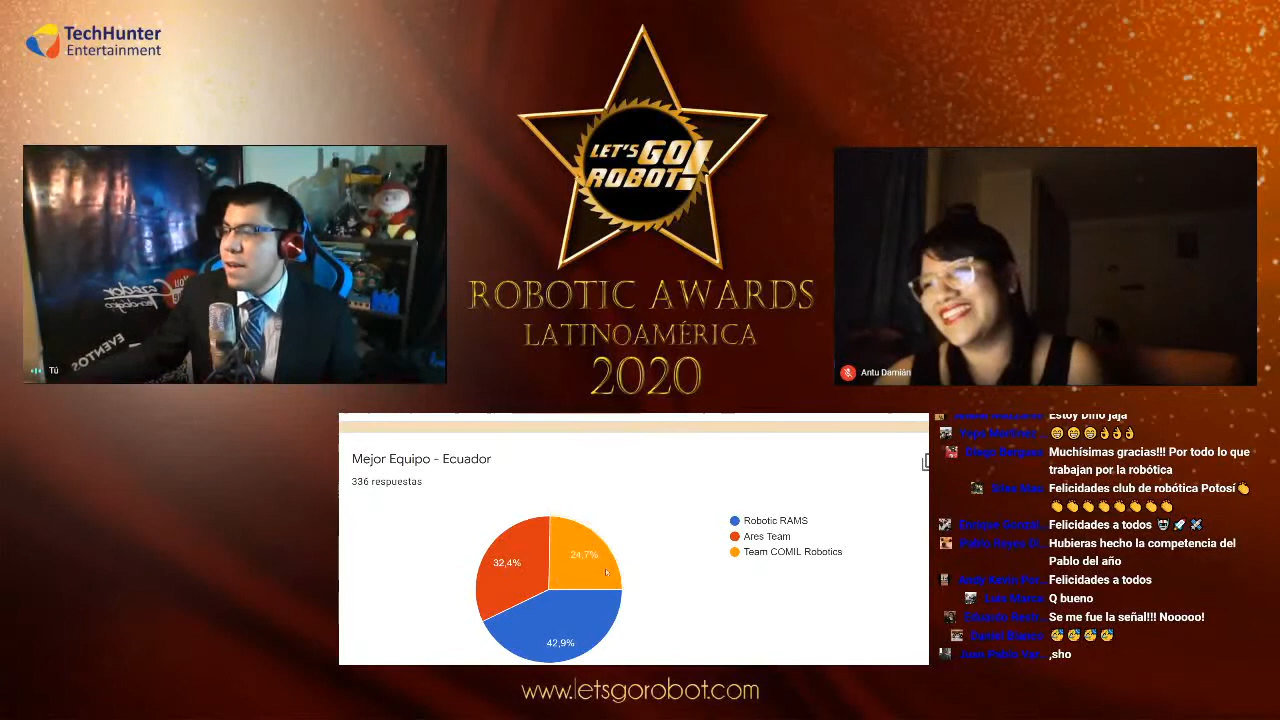 TechHunter
Entertainment
LET'S GO!
ROBOT!
ROBOTIC AWARDS
LATINOAMÉRICA
2020
EVENTOS
Tú
Antu Damián
Mejor Equipo - Ecuador
336 respuestas
32,4%
24,7%
42,9%
Robotic RAMS
Ares Team
Team COMIL Robotics
Estoy Dino jaja
😁😁😁👌👌👌
Muchísimas gracias!!! Por todo lo que
trabajan por la robótica
Felicidades club de robótica Potosí👏
👏👏👏👏👏👏👏👏
Felicidades a todos
Hubieras hecho la competencia del
Pablo del año
Felicidades a todos
Q bueno
Se me fue la señal!!! Nooooo!
Daniel Blanco
,sho
www.letsgorobot.com